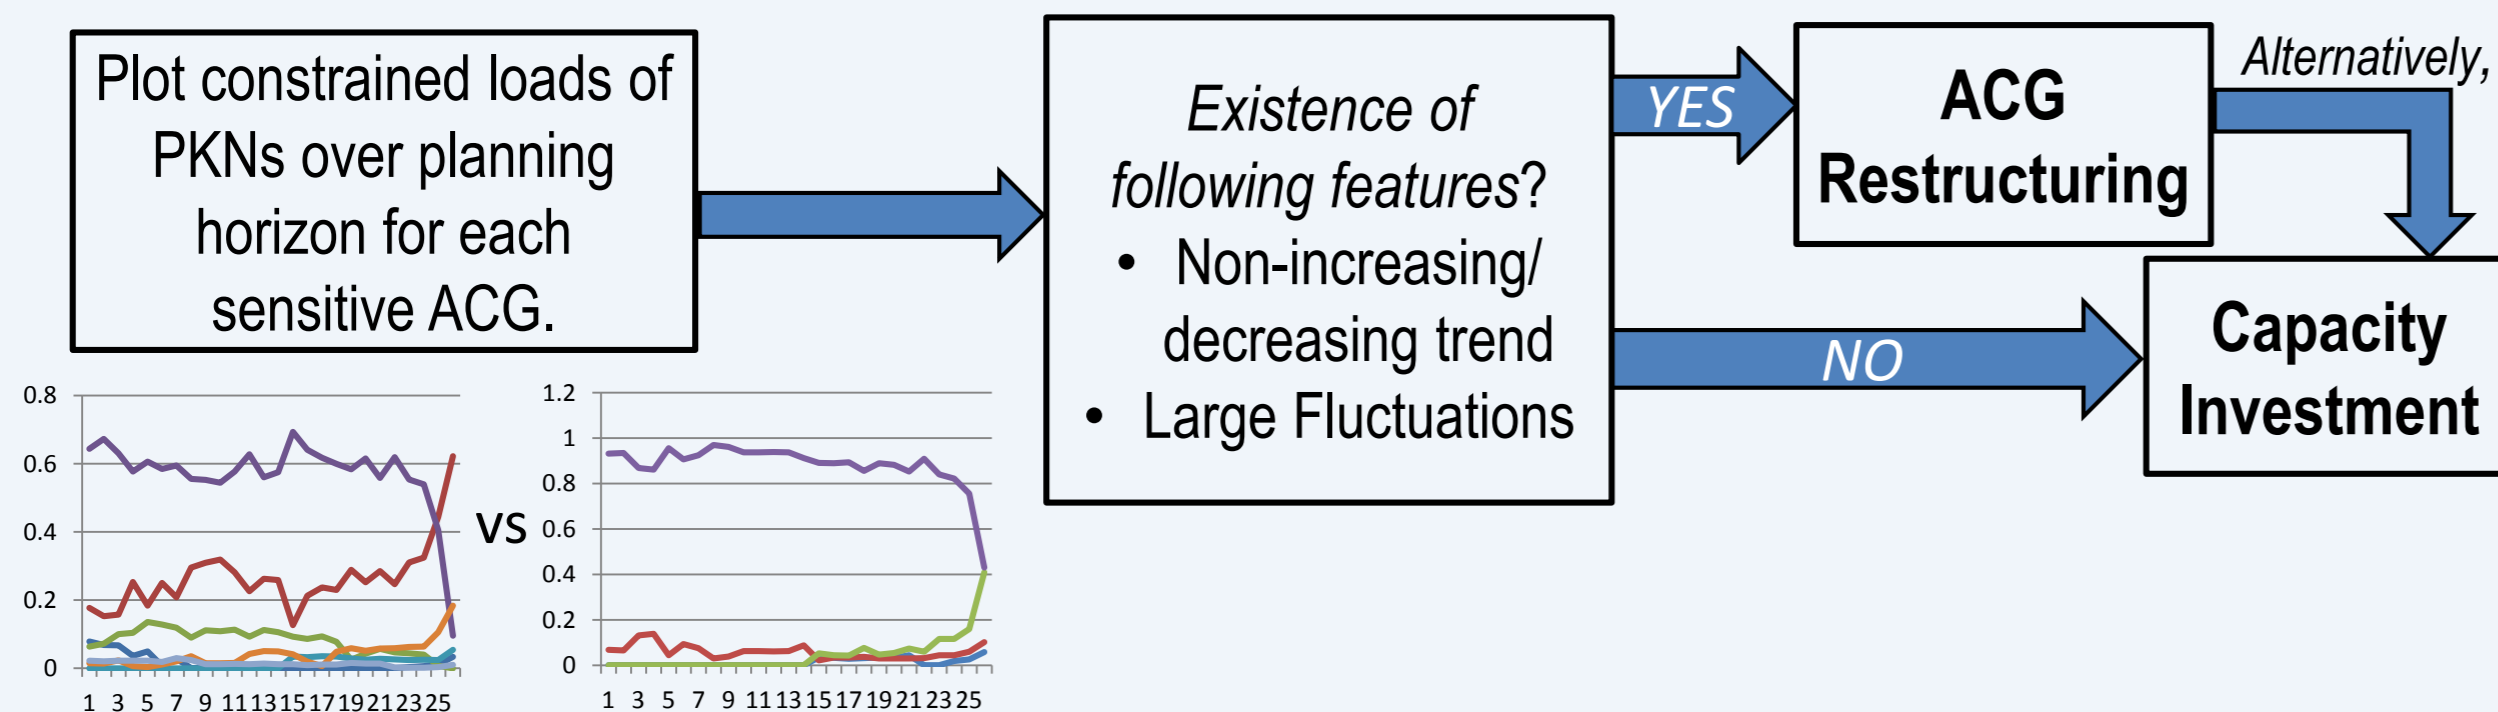 Plot constrained loads of
PKNs over planning
horizon for each
sensitive ACG.
Existence of
following features?
• Non-increasing/
decreasing trend
• Large Fluctuations
YES
NO
ACG
Restructuring
Alternatively,
Capacity
Investment
0.8
0.6
0.4
0.2
0
1 3 5 7 9 11 13 15 17 19 21 23 25
vs
1.2
1
0.8
0.6
0.4
0.2
0
1 3 5 7 9 11 13 15 17 19 21 23 25